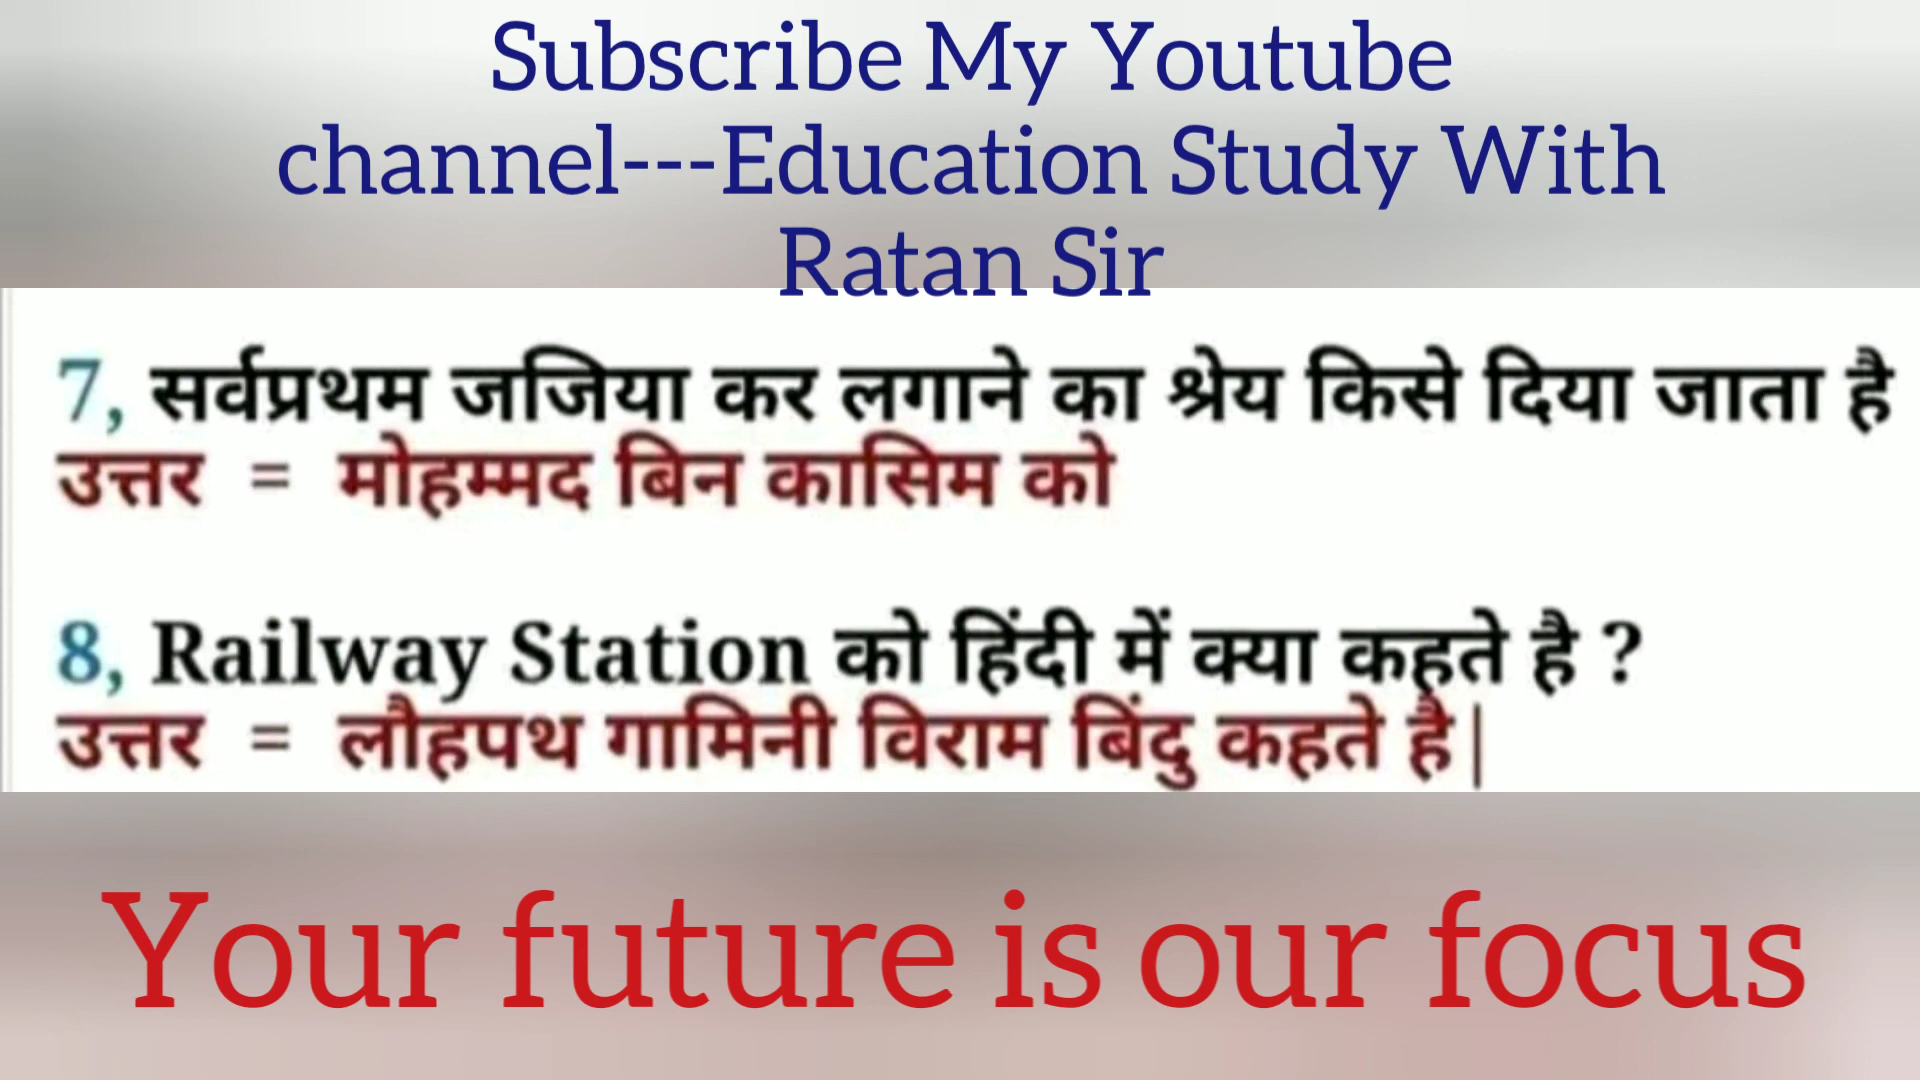 Subscribe My Youtube
channel---Education Study With
Ratan Sir
7, सर्वप्रथम जजिया कर लगाने का श्रेय किसे दिया जाता है
उत्तर = मोहम्मद बिन कासिम को
8, Railway Station को हिंदी में क्या कहते है ?
उत्तर = लौहपथ गामिनी विराम बिंदु कहते है|
Your future is our focus